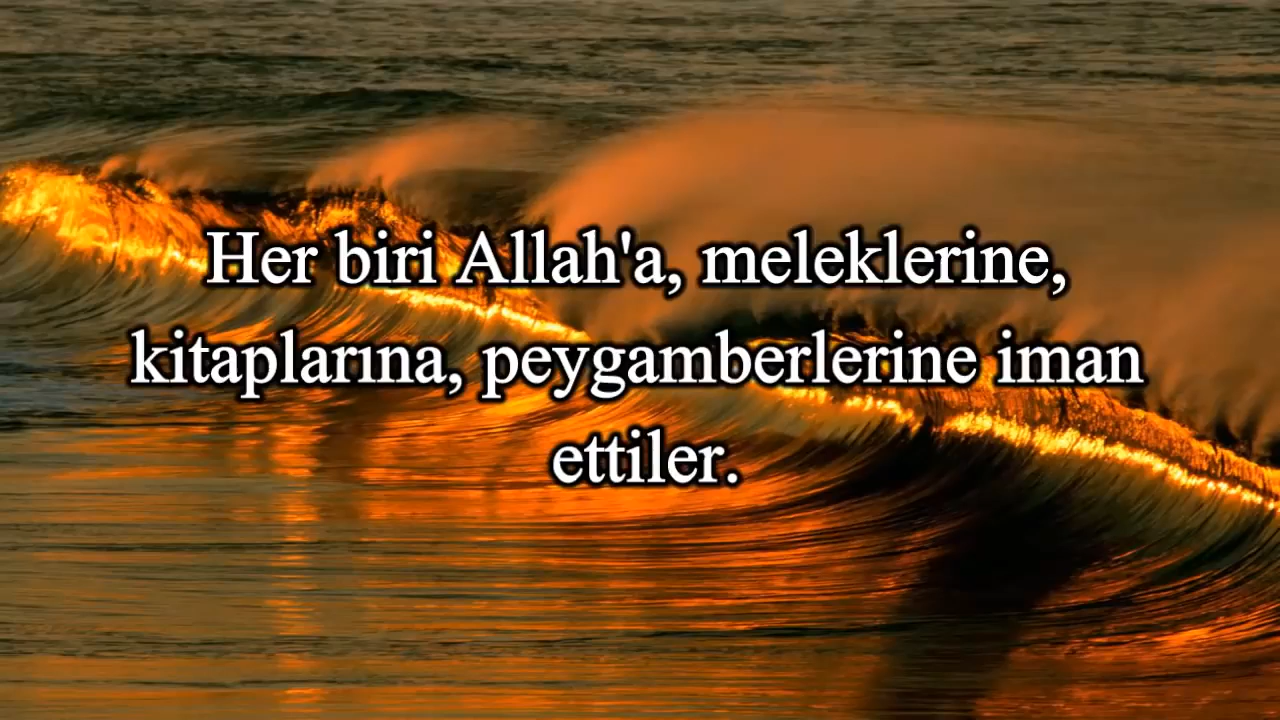 Her biri Allah'a, meleklerine,
kitaplarına, peygamberlerine iman
ettiler.